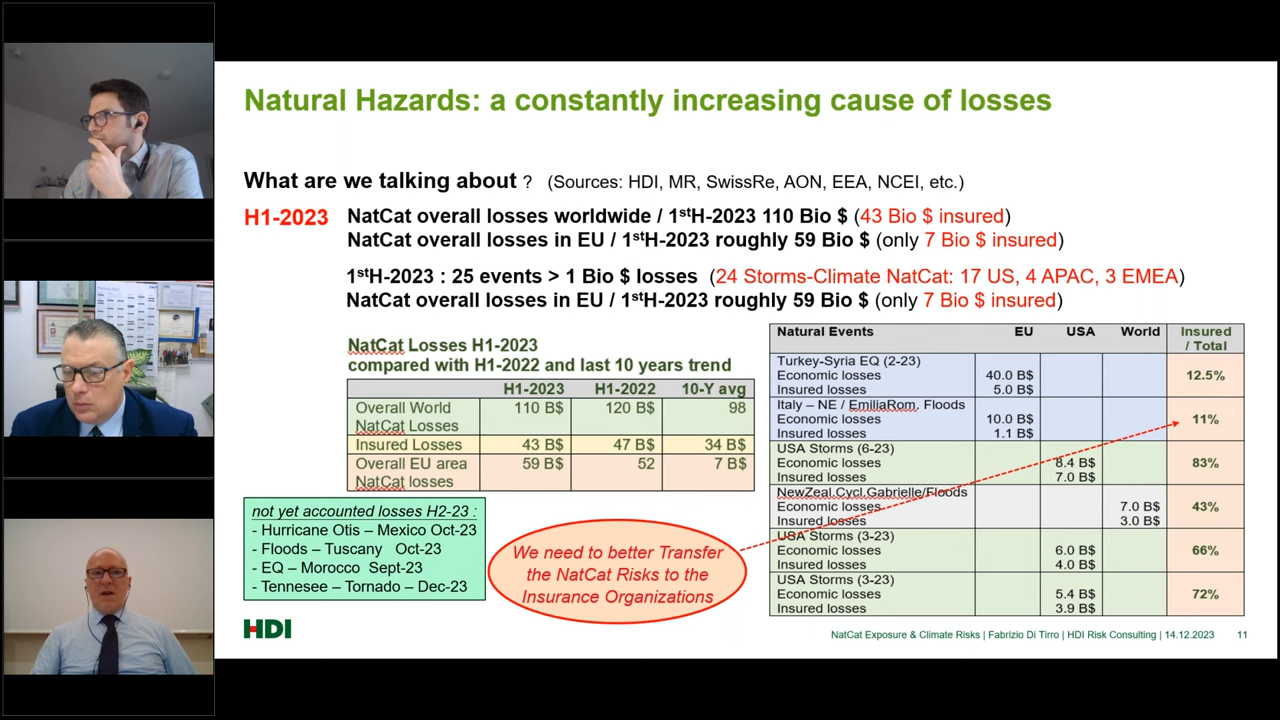 Natural Hazards: a constantly increasing cause of losses
What are we talking about ? (Sources: HDI, MR, SwissRe, AON, EEA, NCEI, etc.)
H1-2023 NatCat overall losses worldwide / 1stH-2023 110 Bio $ (43 Bio $ insured)
NatCat overall losses in EU / 1stH-2023 roughly 59 Bio $ (only 7 Bio $ insured)
1stH-2023 : 25 events > 1 Bio $ losses (24 Storms-Climate NatCat: 17 US, 4 APAC, 3 EMEA)
NatCat overall losses in EU / 1stH-2023 roughly 59 Bio $ (only 7 Bio $ insured)
NatCat Losses H1-2023
compared with H1-2022 and last 10 years trend
H1-2023 H1-2022 10-Y avg
Overall World 110 B$ 120 B$ 98
NatCat Losses
Insured Losses 43 B$ 47 B$ 34 B$
Overall EU area 59 B$ 52 7 B$
NatCat losses
not yet accounted losses H2-23 :
- Hurricane Otis – Mexico Oct-23
- Floods – Tuscany Oct-23
- EQ – Morocco Sept-23
- Tennesee – Tornado – Dec-23
We need to better Transfer
the NatCat Risks to the
Insurance Organizations
Natural Events EU USA World Insured
/ Total
Turkey-Syria EQ (2-23)
Economic losses 40.0 B$ 12.5%
Insured losses 5.0 B$
Italy – NE / EmiliaRom. Floods
Economic losses 10.0 B$ 11%
Insured losses 1.1 B$
USA Storms (6-23)
Economic losses 8.4 B$ 83%
Insured losses 7.0 B$
NewZeal.Cycl.Gabrielle/Floods
Economic losses 7.0 B$ 43%
Insured losses 3.0 B$
USA Storms (3-23)
Economic losses 6.0 B$ 66%
Insured losses 4.0 B$
USA Storms (3-23)
Economic losses 5.4 B$ 72%
Insured losses 3.9 B$
HDI
NatCat Exposure & Climate Risks | Fabrizio Di Tirro | HDI Risk Consulting | 14.12.2023 11